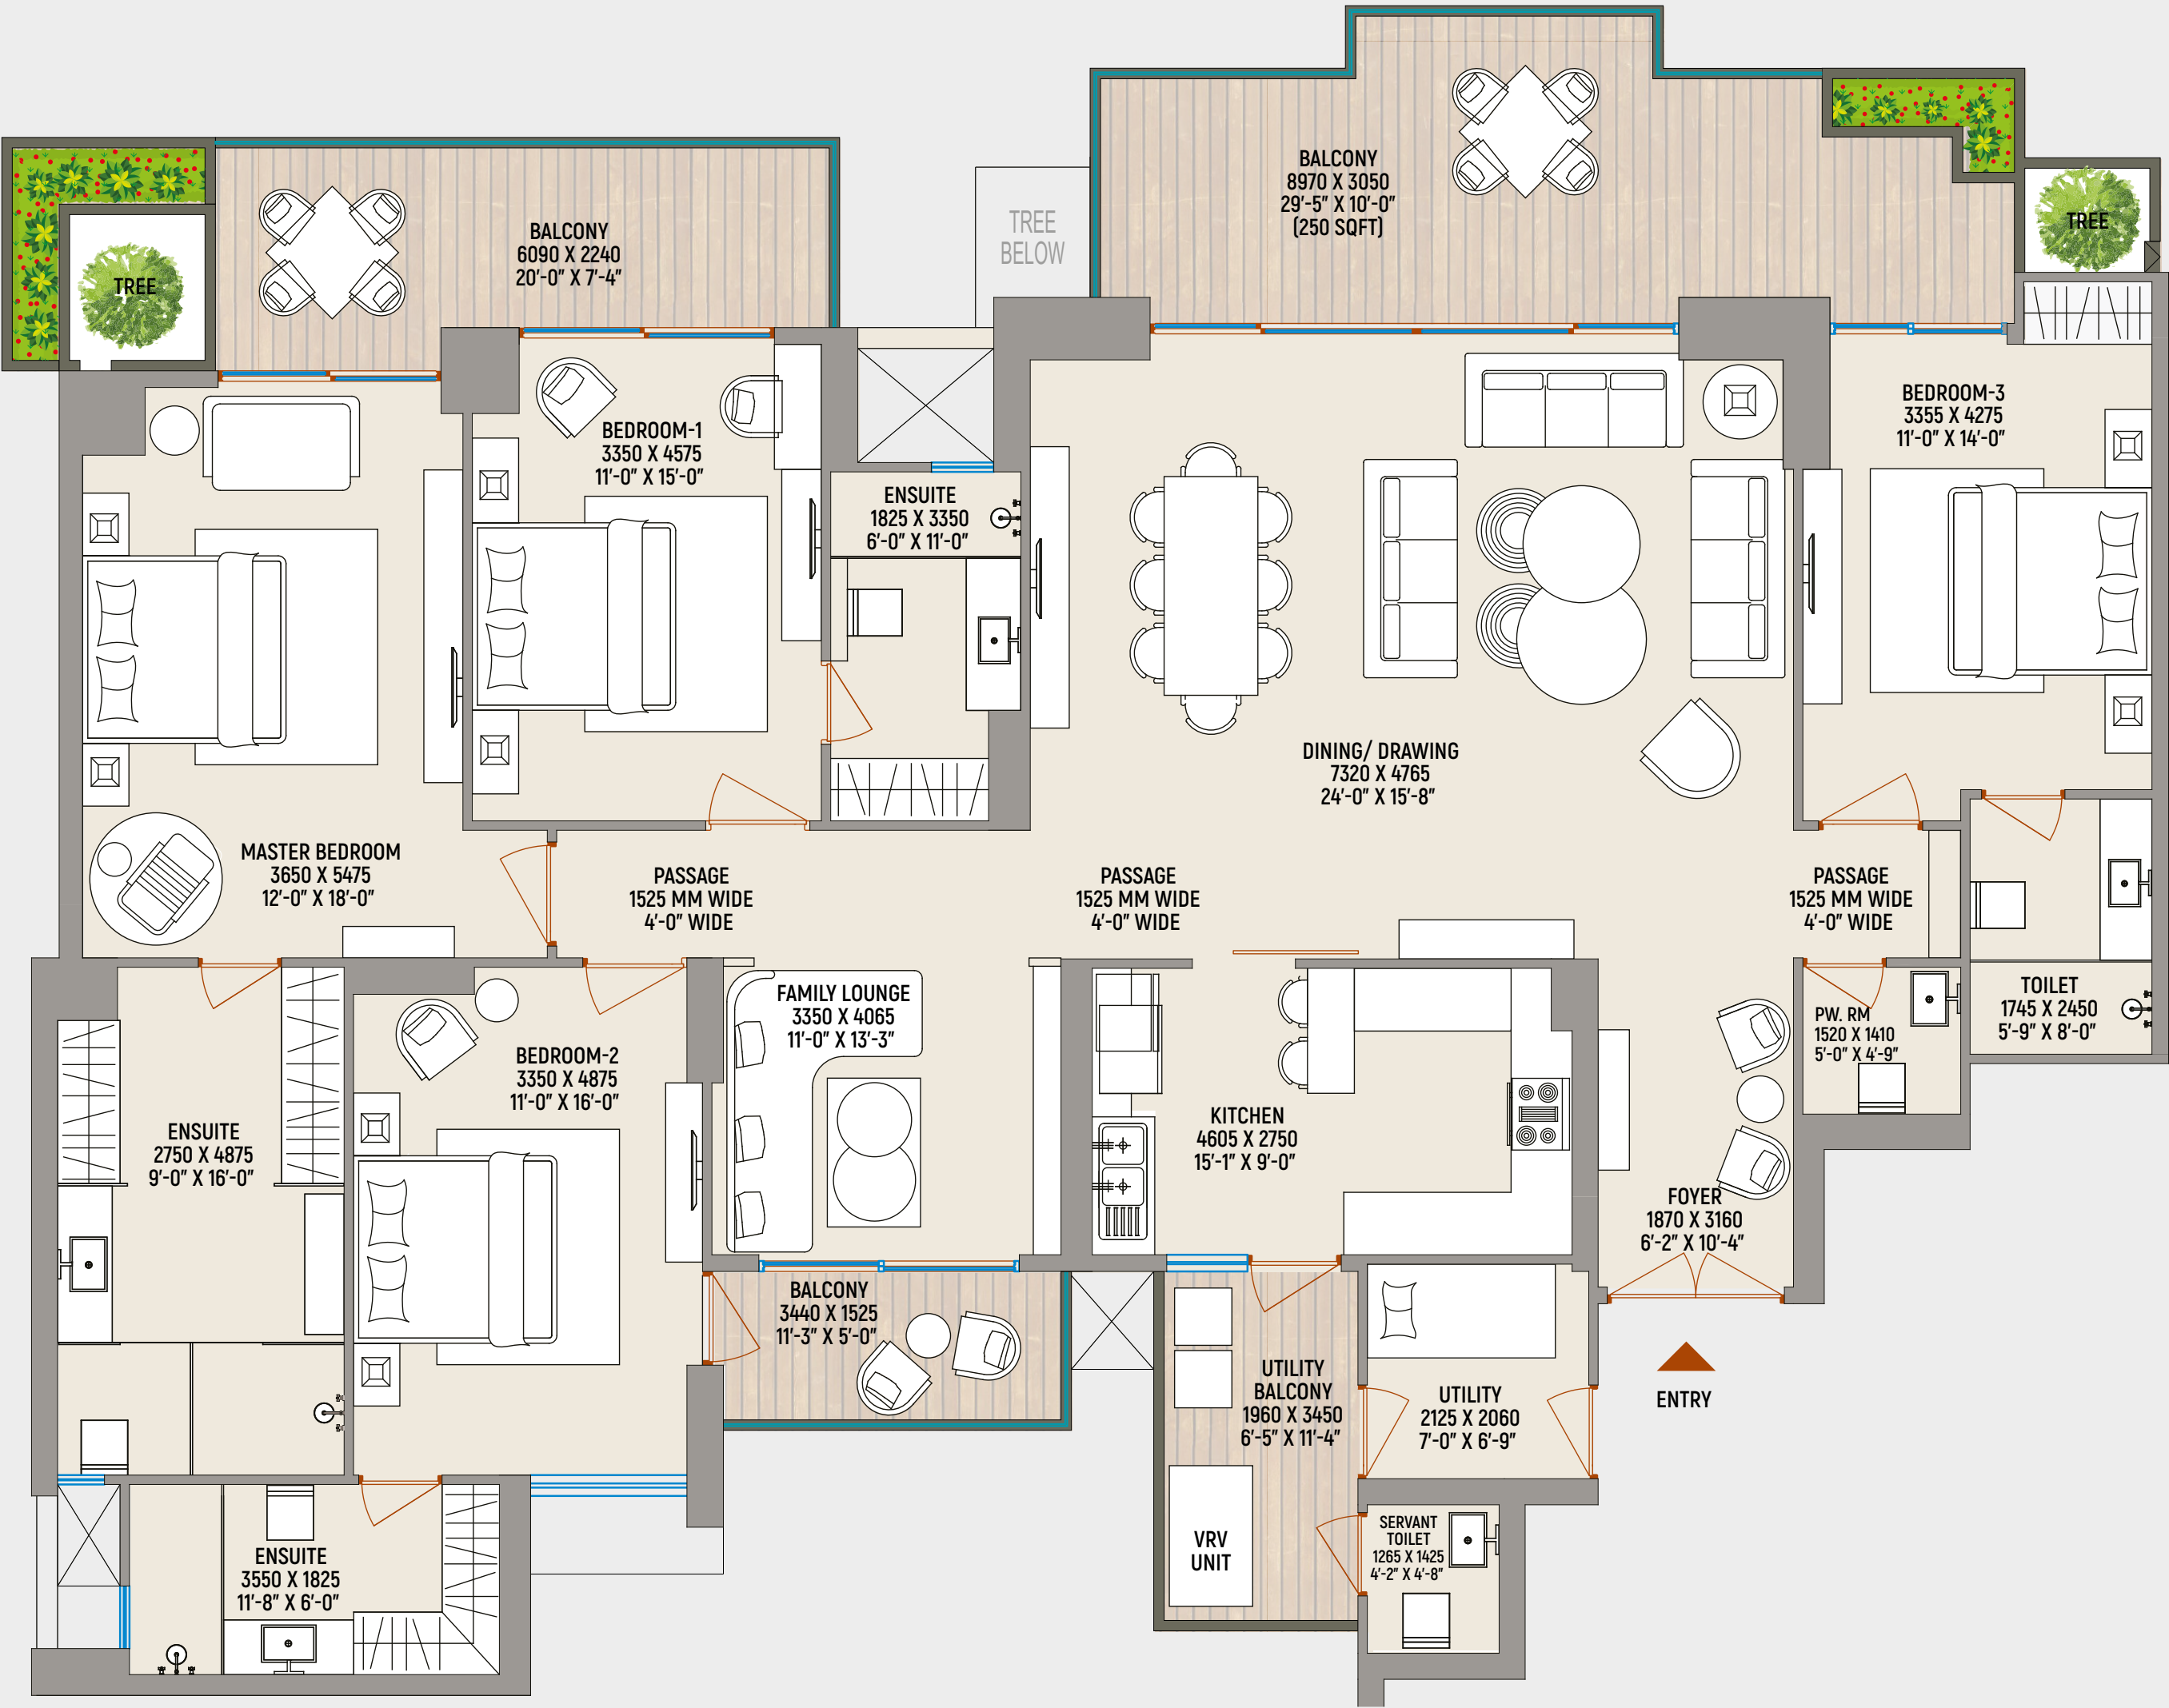 BALCONY
8970 X 3050
29'-5" X 10'-0"
(250 SQFT)
TREE
BELOW
TREE
BALCONY
6090 X 2240
20'-0" X 7'-4"
TREE
BEDROOM-1
3350 X 4575
11'-0" X 15'-0"
BEDROOM-3
3355 X 4275
11'-0" X 14'-0"
ENSUITE
1825 X 3350
6'-0" X 11'-0"
DINING/ DRAWING
7320 X 4765
24'-0" X 15'-8"
MASTER BEDROOM
3650 X 5475
12'-0" X 18'-0"
PASSAGE
1525 MM WIDE
4'-0" WIDE
PASSAGE
1525 MM WIDE
4'-0" WIDE
PASSAGE
1525 MM WIDE
4'-0" WIDE
FAMILY LOUNGE
3350 X 4065
11'-0" X 13'-3"
TOILET
1745 X 2450
5'-9" X 8'-0"
PW. RM
1520 X 1410
5'-0" X 4'-9"
BEDROOM-2
3350 X 4875
11'-0" X 16'-0"
ENSUITE
2750 X 4875
9'-0" X 16'-0"
KITCHEN
4605 X 2750
15'-1" X 9'-0"
FOYER
1870 X 3160
6'-2" X 10'-4"
BALCONY
3440 X 1525
11'-3" X 5'-0"
UTILITY
BALCONY
1960 X 3450
6'-5" X 11'-4"
UTILITY
2125 X 2060
7'-0" X 6'-9"
ENTRY
VRV
UNIT
SERVANT
TOILET
1265 X 1425
4'-2" X 4'-8"
ENSUITE
3550 X 1825
11'-8" X 6'-0"